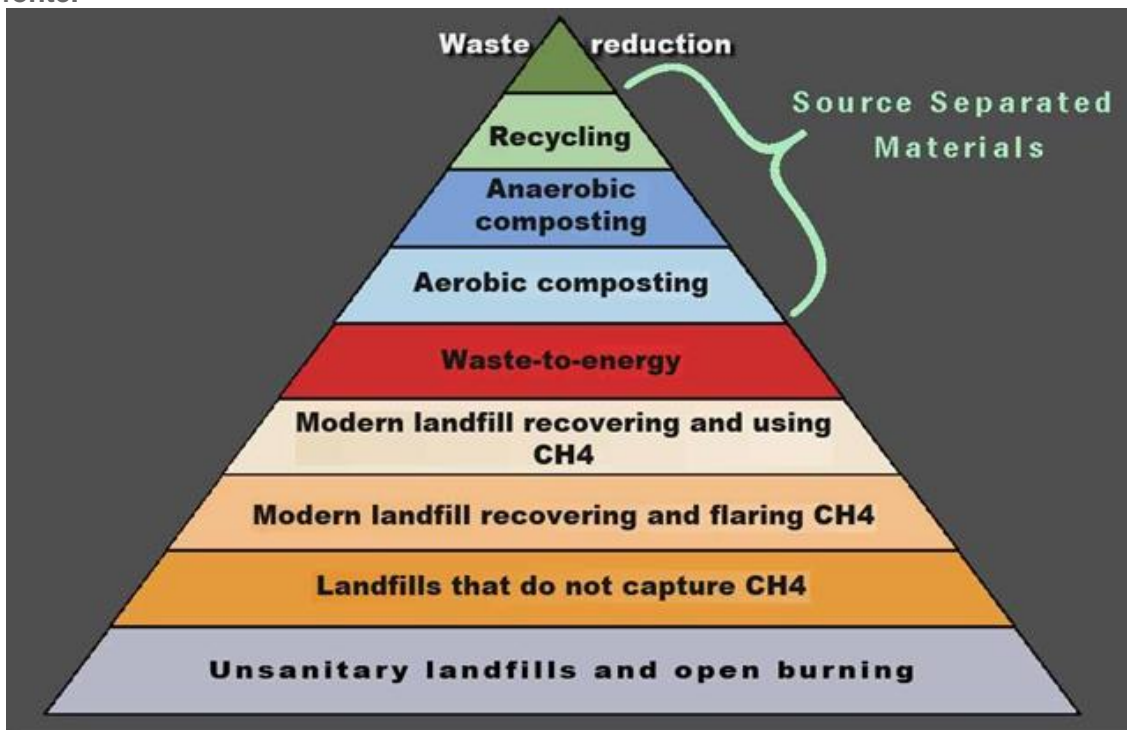 Waste reduction
Source Separated
Materials
Recycling
Anaerobic
composting
Aerobic composting
Waste-to-energy
Modern landfill recovering and using
CH4
Modern landfill recovering and flaring CH4
Landfills that do not capture CH4
Unsanitary landfills and open burning